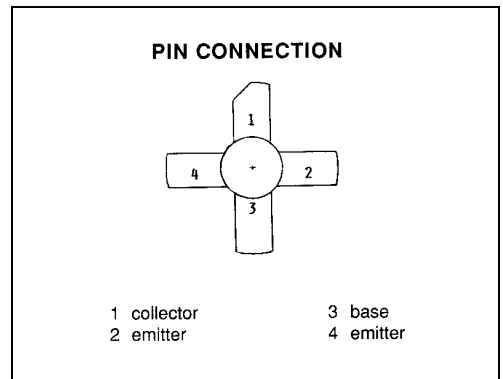 PIN CONNECTION
1
4
2
3
1 collector
3 base
2 emitter
4 emitter